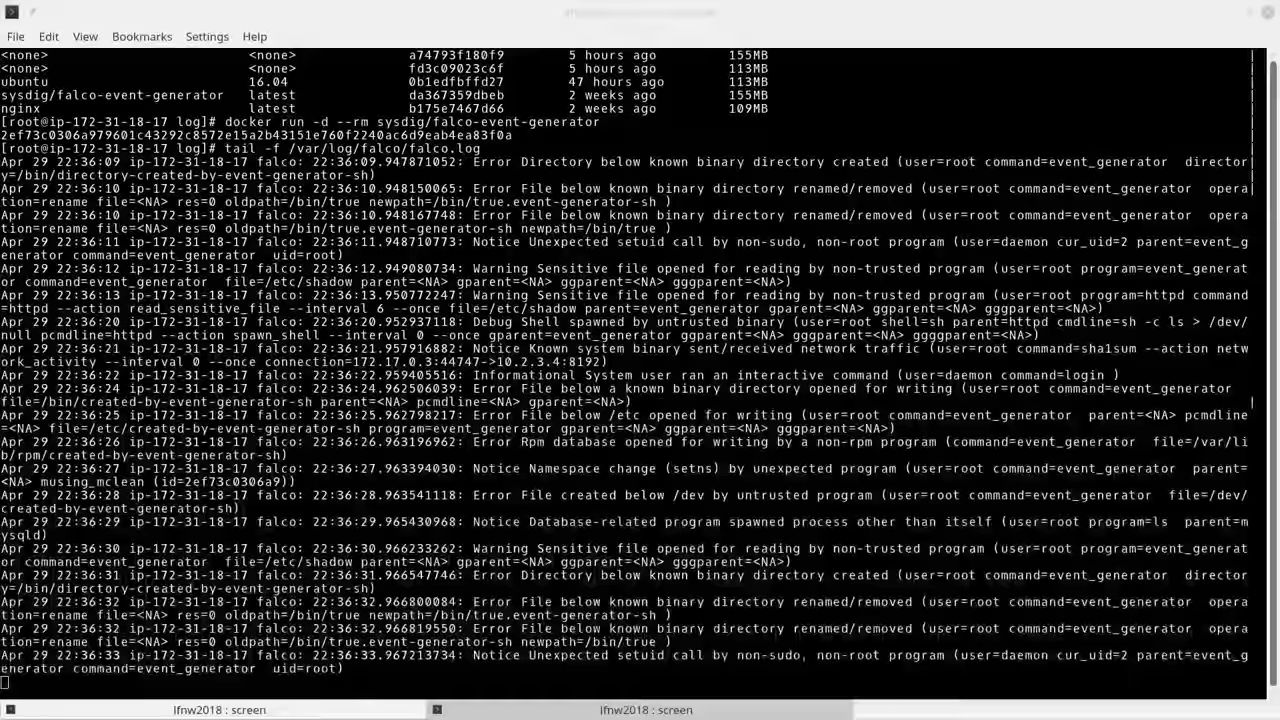 File Edit View Bookmarks Settings Help
<none> <none> a74793f180f9 5 hours ago 155MB
<none> <none> fd3c09023c6f 5 hours ago 113MB
ubuntu 16.04 0b1edfbffd27 47 hours ago 113MB
sysdig/falco-event-generator latest da367359dbeb 2 weeks ago 155MB
nginx latest b175e7467d66 2 weeks ago 109MB
[root@ip-172-31-18-17 log]# docker run -d --rm sysdig/falco-event-generator
2ef73c0306a979601c43292c8572e15a2b43151e760f2240ac6d9eab4ea83f0a
[root@ip-172-31-18-17 log]# tail -f /var/log/falco/falco.log
Apr 29 22:36:09 ip-172-31-18-17 falco: 22:36:09.947871052: Error Directory below known binary directory created (user=root command=event_generator  director
y=/bin/directory-created-by-event-generator-sh)
Apr 29 22:36:10 ip-172-31-18-17 falco: 22:36:10.948150065: Error File below known binary directory renamed/removed (user=root command=event_generator  opera
tion=rename file=<NA> res=0 oldpath=/bin/true newpath=/bin/true.event-generator-sh )
Apr 29 22:36:10 ip-172-31-18-17 falco: 22:36:10.948167748: Error File below known binary directory renamed/removed (user=root command=event_generator  opera
tion=rename file=<NA> res=0 oldpath=/bin/true.event-generator-sh newpath=/bin/true )
Apr 29 22:36:11 ip-172-31-18-17 falco: 22:36:11.948710773: Notice Unexpected setuid call by non-sudo, non-root program (user=daemon cur_uid=2 parent=event_g
enerator command=event_generator  uid=root)
Apr 29 22:36:12 ip-172-31-18-17 falco: 22:36:12.949080734: Warning Sensitive file opened for reading by non-trusted program (user=root program=event_generat
or command=event_generator  file=/etc/shadow parent=<NA> gparent=<NA> ggparent=<NA> gggparent=<NA>)
Apr 29 22:36:13 ip-172-31-18-17 falco: 22:36:13.950772247: Warning Sensitive file opened for reading by non-trusted program (user=root program=httpd command
=httpd --action read_sensitive_file --interval 6 --once file=/etc/shadow parent=event_generator gparent=<NA> ggparent=<NA> gggparent=<NA>)
Apr 29 22:36:20 ip-172-31-18-17 falco: 22:36:20.952937118: Debug Shell spawned by untrusted binary (user=root shell=sh parent=httpd cmdline=sh -c ls > /dev/
null pcmdline=httpd --action spawn_shell --interval 0 --once gparent=event_generator ggparent=<NA> gggparent=<NA> ggggparent=<NA>)
Apr 29 22:36:21 ip-172-31-18-17 falco: 22:36:21.957916882: Notice Known system binary sent/received network traffic (user=root command=sha1sum --action netw
ork_activity --interval 0 --once connection=172.17.0.3:44747->10.2.3.4:8192)
Apr 29 22:36:22 ip-172-31-18-17 falco: 22:36:22.959405516: Informational System user ran an interactive command (user=daemon command=login )
Apr 29 22:36:24 ip-172-31-18-17 falco: 22:36:24.962506039: Error File below a known binary directory opened for writing (user=root command=event_generator
file=/bin/created-by-event-generator-sh parent=<NA> pcmdline=<NA> gparent=<NA>)
Apr 29 22:36:25 ip-172-31-18-17 falco: 22:36:25.962798217: Error File below /etc opened for writing (user=root command=event_generator  parent=<NA> pcmdline
=<NA> file=/etc/created-by-event-generator-sh program=event_generator gparent=<NA> ggparent=<NA> gggparent=<NA>)
Apr 29 22:36:26 ip-172-31-18-17 falco: 22:36:26.963196962: Error Rpm database opened for writing by a non-rpm program (command=event_generator  file=/var/li
b/rpm/created-by-event-generator-sh)
Apr 29 22:36:27 ip-172-31-18-17 falco: 22:36:27.963394030: Notice Namespace change (setns) by unexpected program (user=root command=event_generator  parent=
<NA> musing_mclean (id=2ef73c0306a9))
Apr 29 22:36:28 ip-172-31-18-17 falco: 22:36:28.963541118: Error File created below /dev by untrusted program (user=root command=event_generator  file=/dev/
created-by-event-generator-sh)
Apr 29 22:36:29 ip-172-31-18-17 falco: 22:36:29.965430968: Notice Database-related program spawned process other than itself (user=root program=ls  parent=m
ysqld)
Apr 29 22:36:30 ip-172-31-18-17 falco: 22:36:30.966233262: Warning Sensitive file opened for reading by non-trusted program (user=root program=event_generat
or command=event_generator  file=/etc/shadow parent=<NA> gparent=<NA> ggparent=<NA> gggparent=<NA>)
Apr 29 22:36:31 ip-172-31-18-17 falco: 22:36:31.966547746: Error Directory below known binary directory created (user=root command=event_generator  director
y=/bin/directory-created-by-event-generator-sh)
Apr 29 22:36:32 ip-172-31-18-17 falco: 22:36:32.966800084: Error File below known binary directory renamed/removed (user=root command=event_generator  opera
tion=rename file=<NA> res=0 oldpath=/bin/true newpath=/bin/true.event-generator-sh )
Apr 29 22:36:32 ip-172-31-18-17 falco: 22:36:32.966819550: Error File below known binary directory renamed/removed (user=root command=event_generator  opera
tion=rename file=<NA> res=0 oldpath=/bin/true.event-generator-sh newpath=/bin/true )
Apr 29 22:36:33 ip-172-31-18-17 falco: 22:36:33.967213734: Notice Unexpected setuid call by non-sudo, non-root program (user=daemon cur_uid=2 parent=event_g
enerator command=event_generator  uid=root)
lfnw2018 : screen lfnw2018 : screen